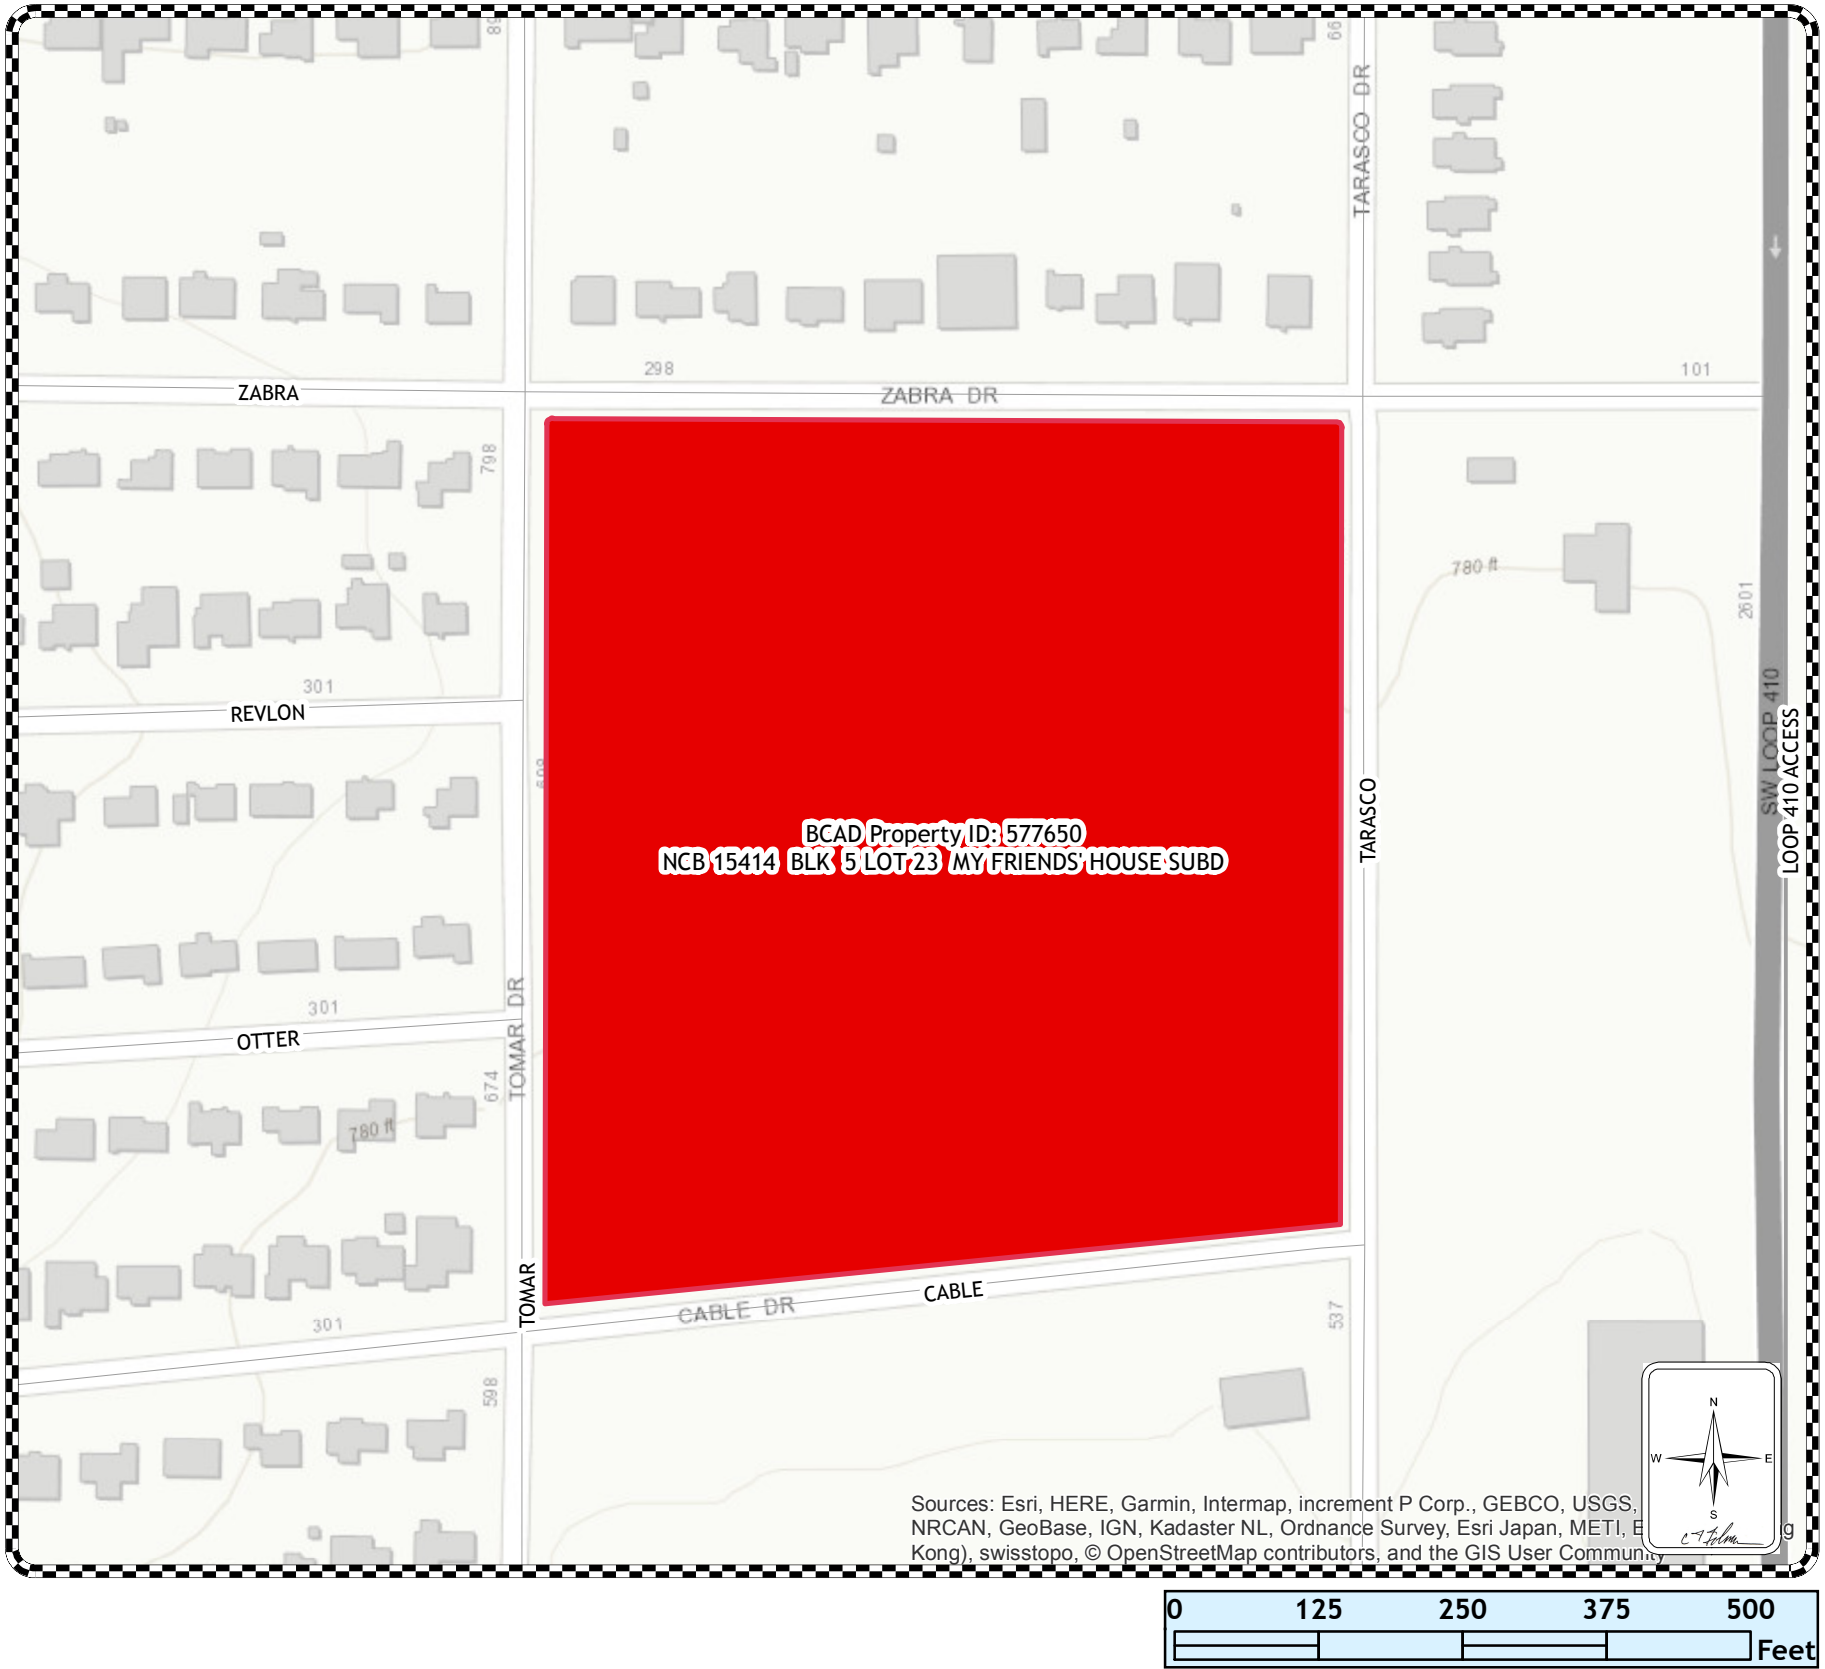 TARASCO DR
298
ZABRA DR
101
ZABRA
798
780 ft
2601
301
REVLON
SW LOOP 410
LOOP 410 ACCESS
TARASCO
698
BCAD Property ID: 577650
NCB 15414 BLK 5 LOT 23 MY FRIENDS' HOUSE SUBD
301
OTTER
TOMAR DR
674
780 ft
TOMAR
CABLE
CABLE DR
301
537
598
N
W
E
S
Sources: Esri, HERE, Garmin, Intermap, increment P Corp., GEBCO, USGS,
NRCAN, GeoBase, IGN, Kadaster NL, Ordnance Survey, Esri Japan, METI, E
Kong), swisstopo, © OpenStreetMap contributors, and the GIS User Community
0 125 250 375 500
Feet